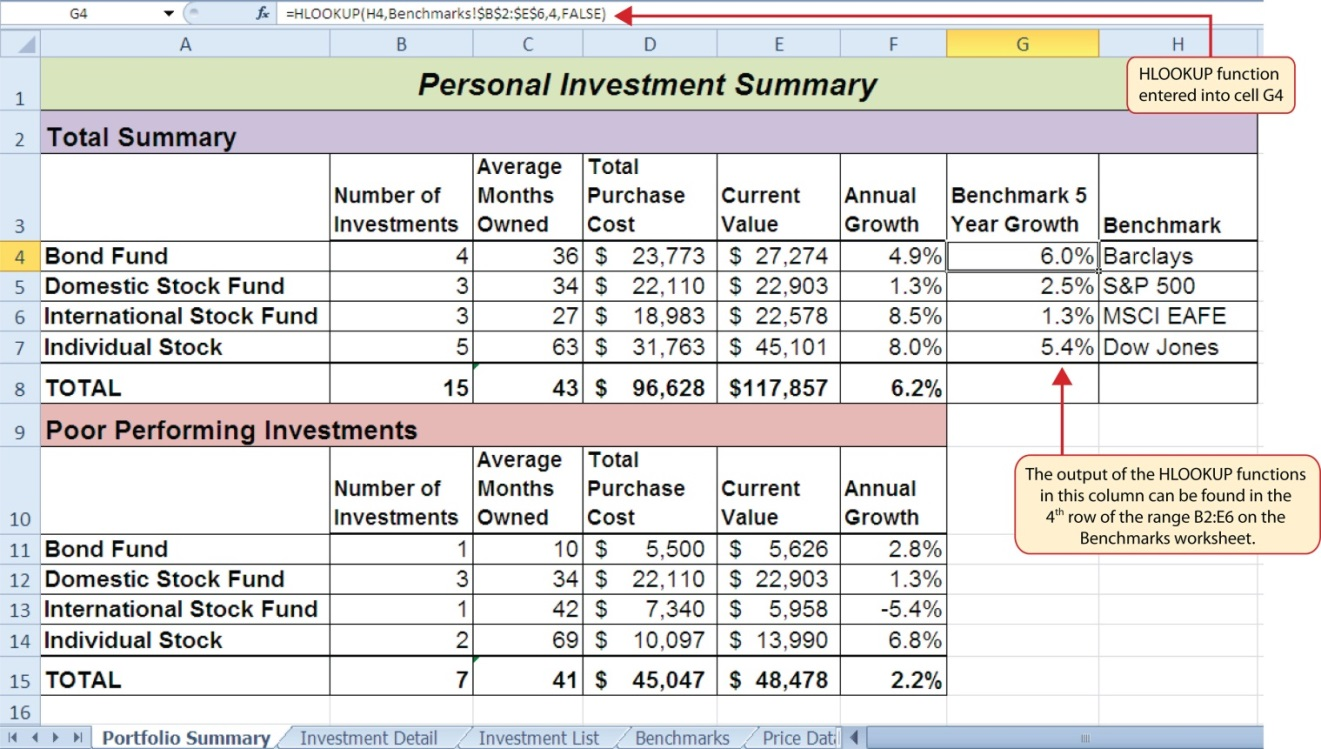 G4 fx =HLOOKUP(H4,Benchmarks!$B$2:$E$6,4,FALSE)
A B C D E F G H
HLOOKUP function
entered into cell G4
1 Personal Investment Summary
2 Total Summary
Average Total
Number of Months Purchase Current Annual Benchmark 5
3 Investments Owned Cost Value Growth Year Growth Benchmark
4 Bond Fund 4 36 $ 23,773 $ 27,274 4.9% 6.0% Barclays
5 Domestic Stock Fund 3 34 $ 22,110 $ 22,903 1.3% 2.5% S&P 500
6 International Stock Fund 3 27 $ 18,983 $ 22,578 8.5% 1.3% MSCI EAFE
7 Individual Stock 5 63 $ 31,763 $ 45,101 8.0% 5.4% Dow Jones
8 TOTAL 15 43 $ 96,628 $117,857 6.2%
9 Poor Performing Investments
Average Total
Number of Months Purchase Current Annual
10 Investments Owned Cost Value Growth
The output of the HLOOKUP functions
in this column can be found in the
4th row of the range B2:E6 on the
Benchmarks worksheet.
11 Bond Fund 1 10 $ 5,500 $ 5,626 2.8%
12 Domestic Stock Fund 3 34 $ 22,110 $ 22,903 1.3%
13 International Stock Fund 1 42 $ 7,340 $ 5,958 -5.4%
14 Individual Stock 2 69 $ 10,097 $ 13,990 6.8%
15 TOTAL 7 41 $ 45,047 $ 48,478 2.2%
16
Portfolio Summary Investment Detail Investment List Benchmarks Price Data